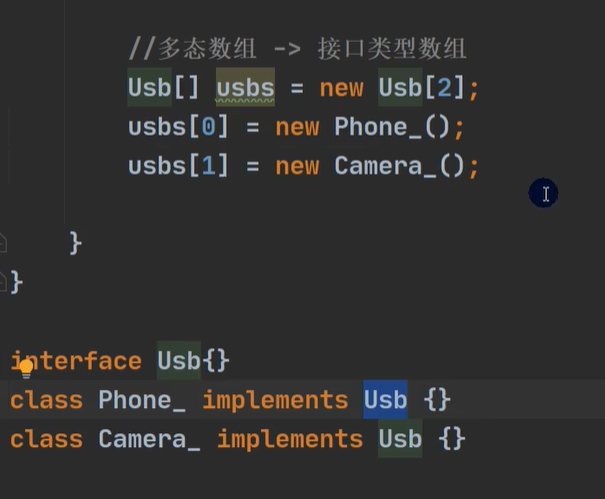 //多态数组 -> 接口类型数组
Usb[] usbs = new Usb[2];
usbs[0] = new Phone_();
usbs[1] = new Camera_();
}
}
interface Usb{}
class Phone_ implements Usb {}
class Camera_ implements Usb {}